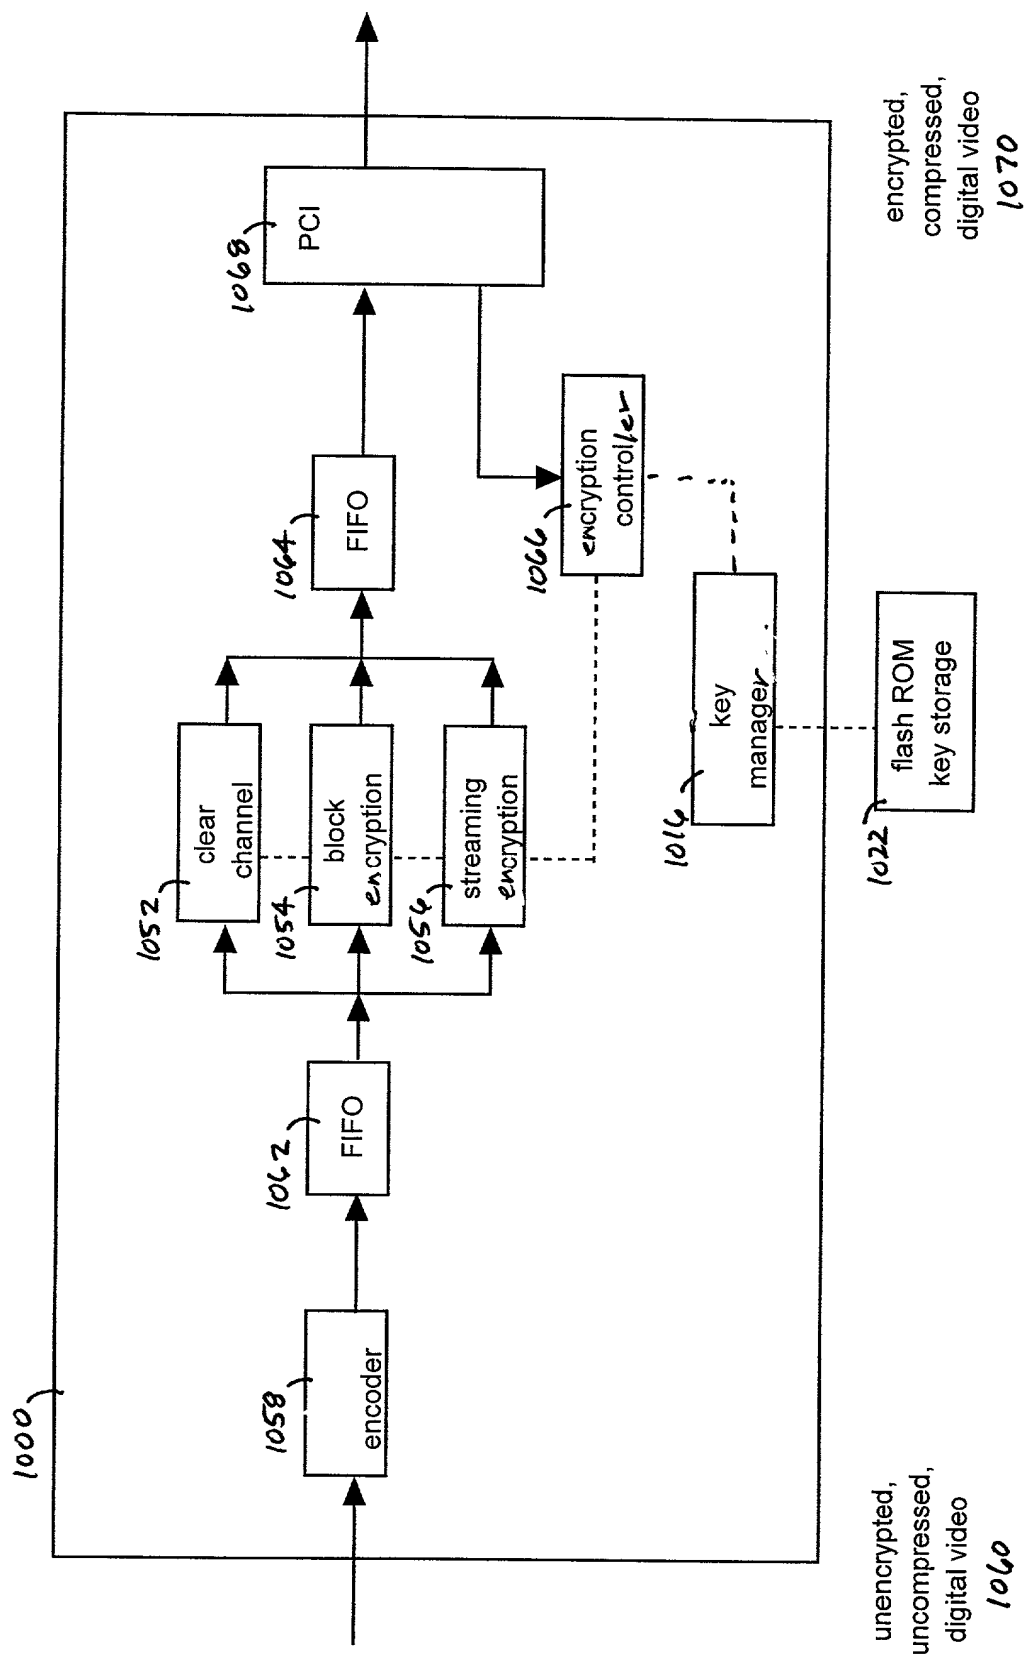 1000
1058
encoder
1062
FIFO
1052
clear
channel
1054
block
encryption
1056
streaming
encryption
1064
FIFO
1068
PCI
1066
encryption
controller
1016
key
manager
1022
flash ROM
key storage
unencrypted,
uncompressed,
digital video
1060
encrypted,
compressed,
digital video
1070